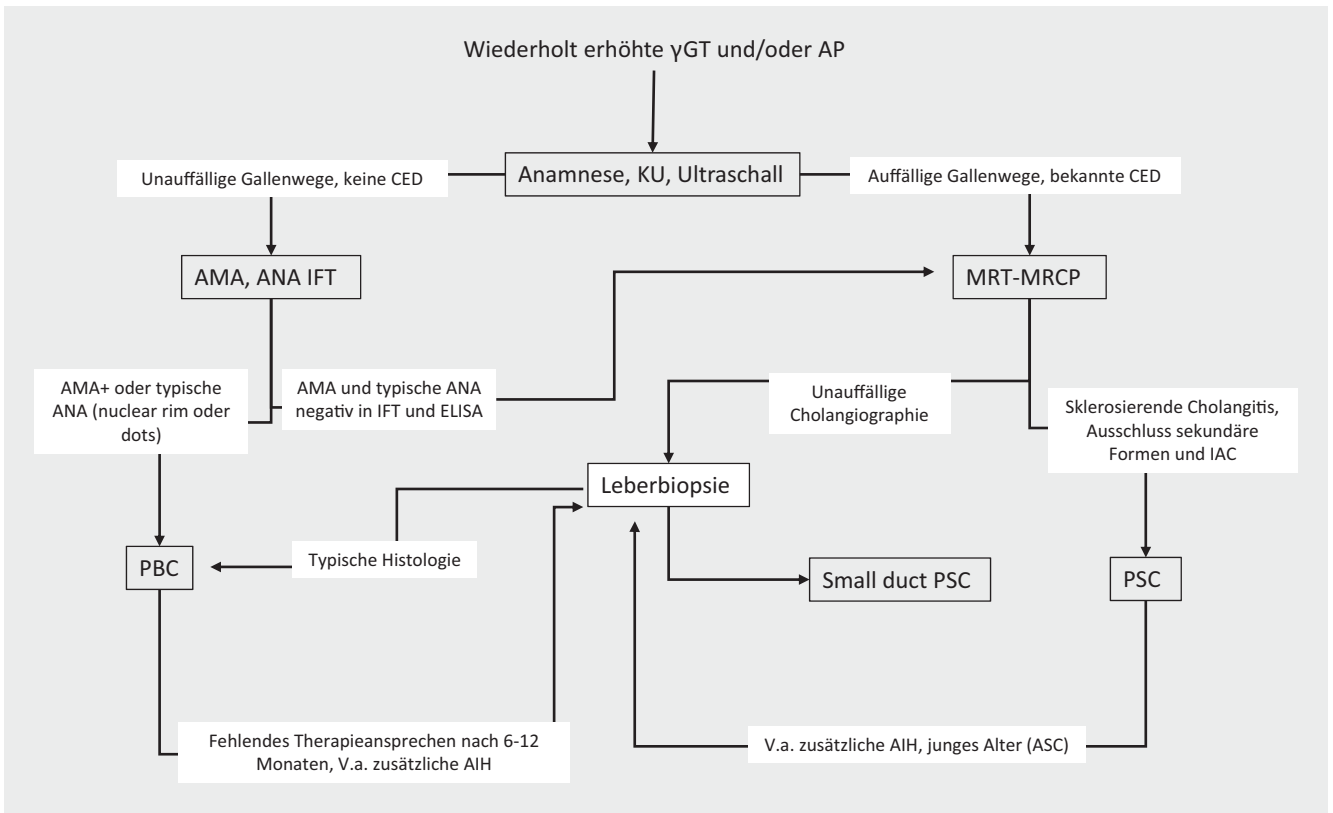 Wiederholt erhöhte γGT und/oder AP
Anamnese, KU, Ultraschall
Unauffällige Gallenwege, keine CED
Auffällige Gallenwege, bekannte CED
AMA, ANA IFT
MRT-MRCP
AMA+ oder typische
ANA (nuclear rim oder
dots)
AMA und typische ANA
negativ in IFT und ELISA
Unauffällige
Cholangiographie
Sklerosierende Cholangitis,
Ausschluss sekundäre
Formen und IAC
Leberbiopsie
Typische Histologie
PBC
Small duct PSC
PSC
Fehlendes Therapieansprechen nach 6-12
Monaten, V.a. zusätzliche AIH
V.a. zusätzliche AIH, junges Alter (ASC)